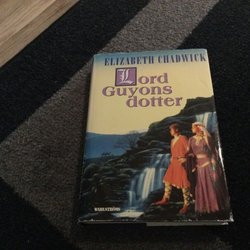 ELIZABETH CHADWICK
Lord
Guyons
dotter
WAHLSTRÖMS